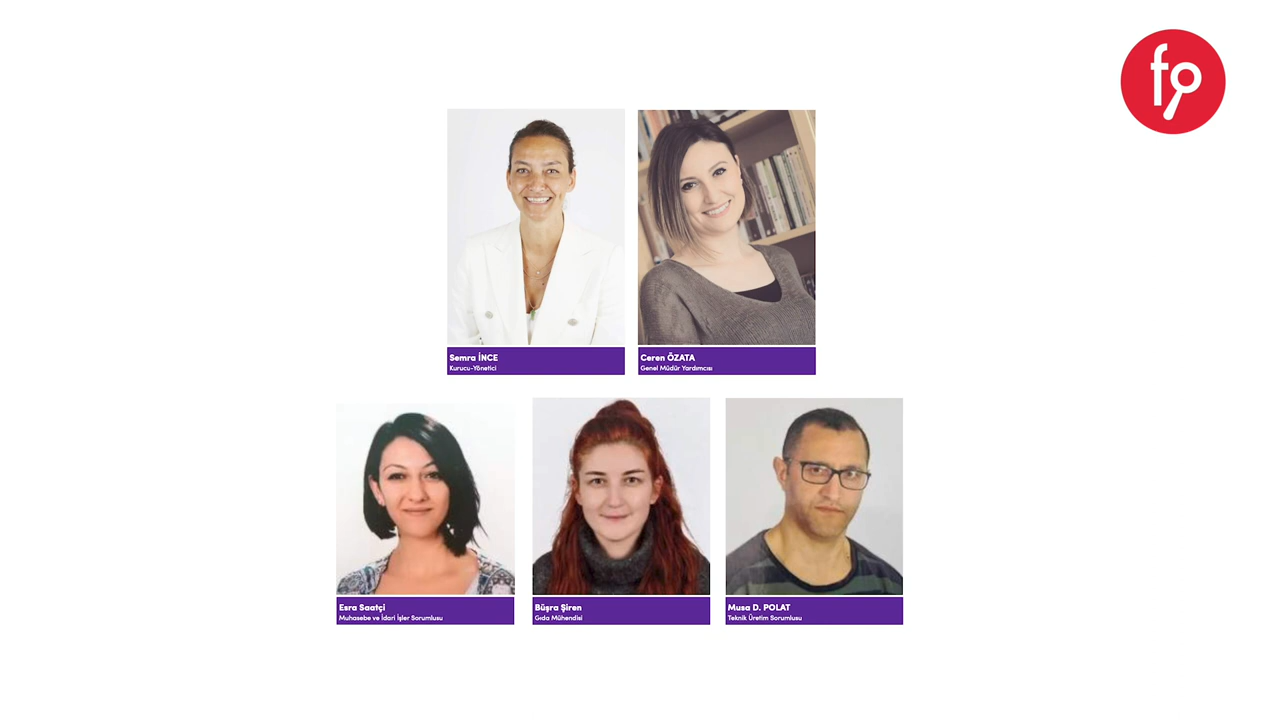 Semra İNCE
Kurucu-Yönetici
Ceren ÖZATA
Genel Müdür Yardımcısı
Esra Saatçi
Muhasebe ve İdari İşler Sorumlusu
Büşra Şiren
Gıda Mühendisi
Musa D. POLAT
Teknik Üretim Sorumlusu